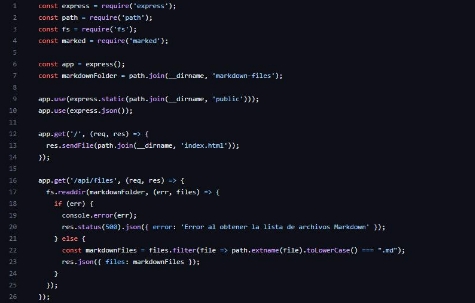 1 const express = require('express');
2 const path = require('path');
3 const fs = require('fs');
4 const marked = require('marked');
5
6 const app = express();
7 const markdownFolder = path.join(__dirname, 'markdown-files');
8
9 app.use(express.static(path.join(__dirname, 'public')));
10 app.use(express.json());
11
12 app.get('/', (req, res) => {
13 res.sendFile(path.join(__dirname, 'index.html'));
14 });
15
16 app.get('/api/files', (req, res) => {
17 fs.readdir(markdownFolder, (err, files) => {
18 if (err) {
19 console.error(err);
20 res.status(500).json({ error: 'Error al obtener la lista de archivos Markdown' });
21 } else {
22 const markdownFiles = files.filter(file => path.extname(file).toLowerCase() === ".md");
23 res.json({ files: markdownFiles });
24 }
25 });
26 });